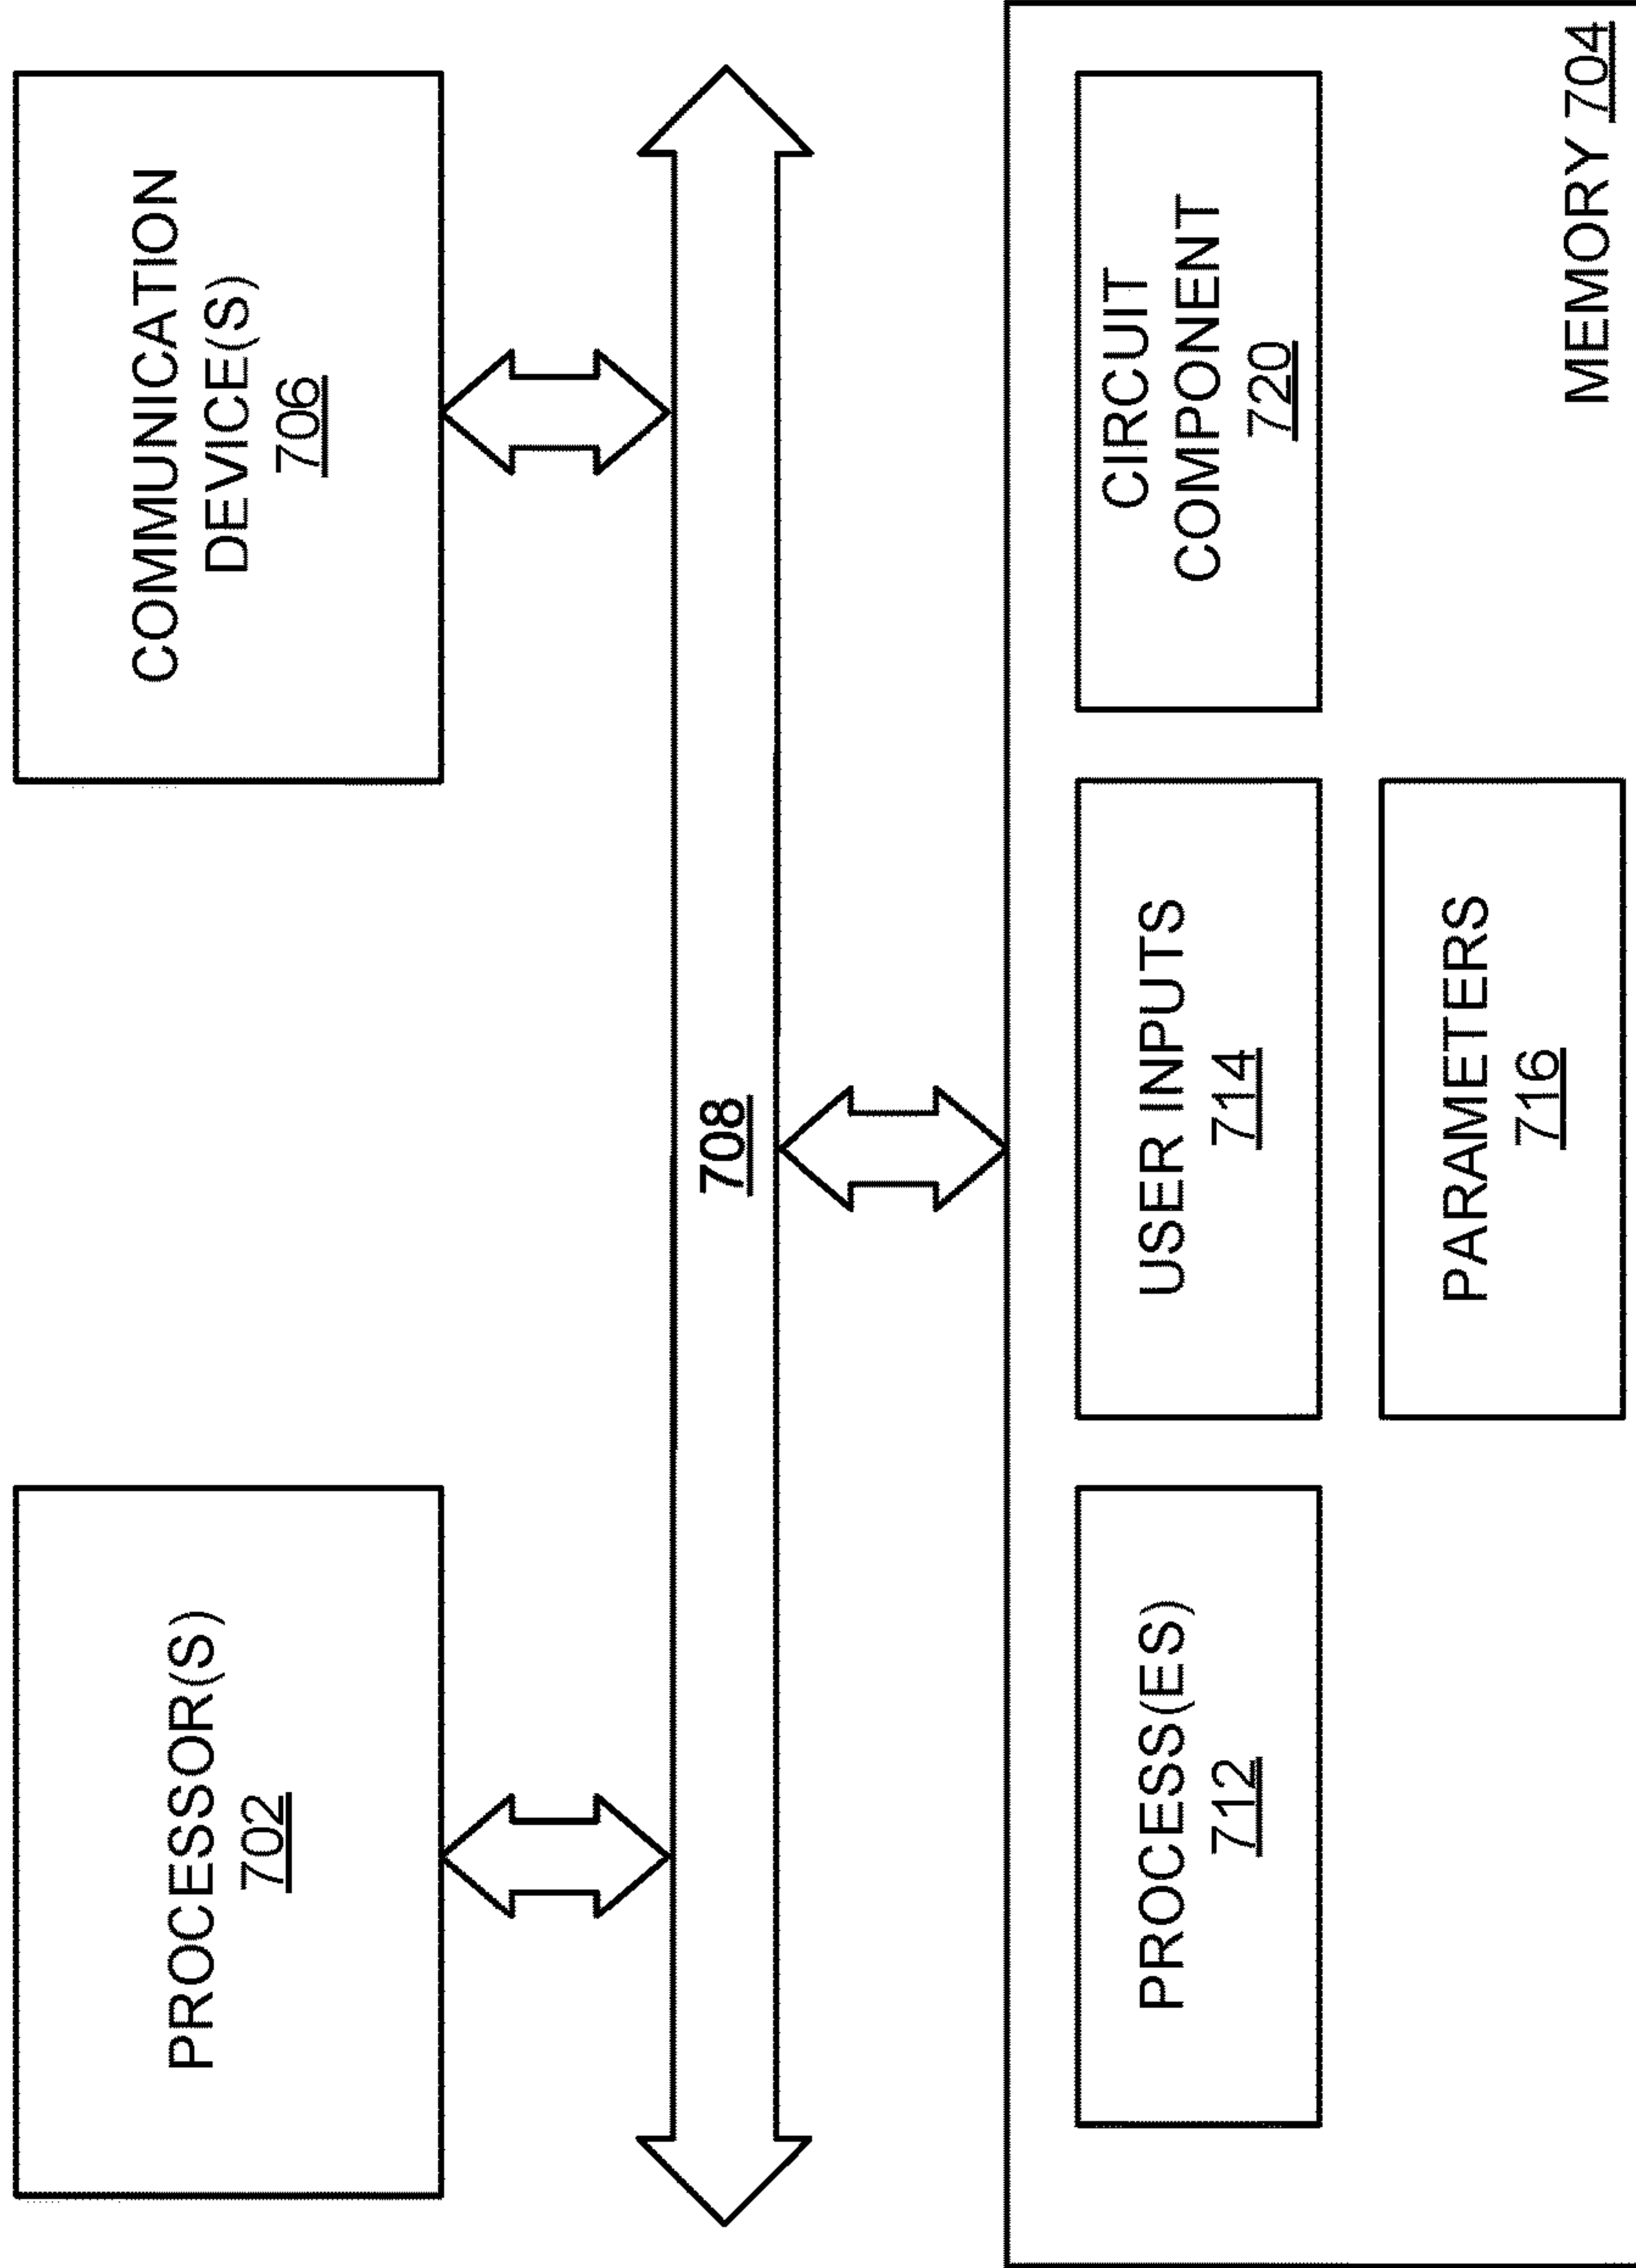 PROCESSOR(S)
702
COMMUNICATION
DEVICE(S)
706
708
PROCESS(ES)
712
USER INPUTS
714
CIRCUIT
COMPONENT
720
PARAMETERS
716
MEMORY 704